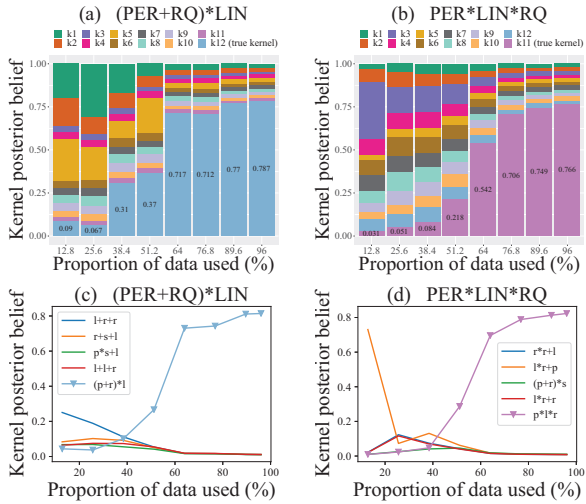 (a) (PER+RQ)*LIN
k1 k3 k5 k7 k9 k11
k2 k4 k6 k8 k10 k12 (true kernel)
Kernel posterior belief
1.00
0.75
0.50
0.25
0.00
0.09 0.067 0.31 0.37 0.717 0.712 0.77 0.787
12.8 25.6 38.4 51.2 64 76.8 89.6 96
Proportion of data used (%)
(b) PER*LIN*RQ
k1 k3 k5 k7 k9 k12
k2 k4 k6 k8 k10 k11 (true kernel)
Kernel posterior belief
1.00
0.75
0.50
0.25
0.00
0.031 0.051 0.084 0.218 0.542 0.706 0.749 0.766
12.8 25.6 38.4 51.2 64 76.8 89.6 96
Proportion of data used (%)
(c) (PER+RQ)*LIN
Kernel posterior belief
0.8
0.6
0.4
0.2
0.0
l+r+r
r+s+l
p*s+l
l+l+r
(p+r)*l
20 40 60 80 100
Proportion of data used (%)
(d) PER*LIN*RQ
Kernel posterior belief
0.8
0.6
0.4
0.2
0.0
r*r+l
l*r+p
(p+r)*s
l*r+r
p*l*r
20 40 60 80 100
Proportion of data used (%)